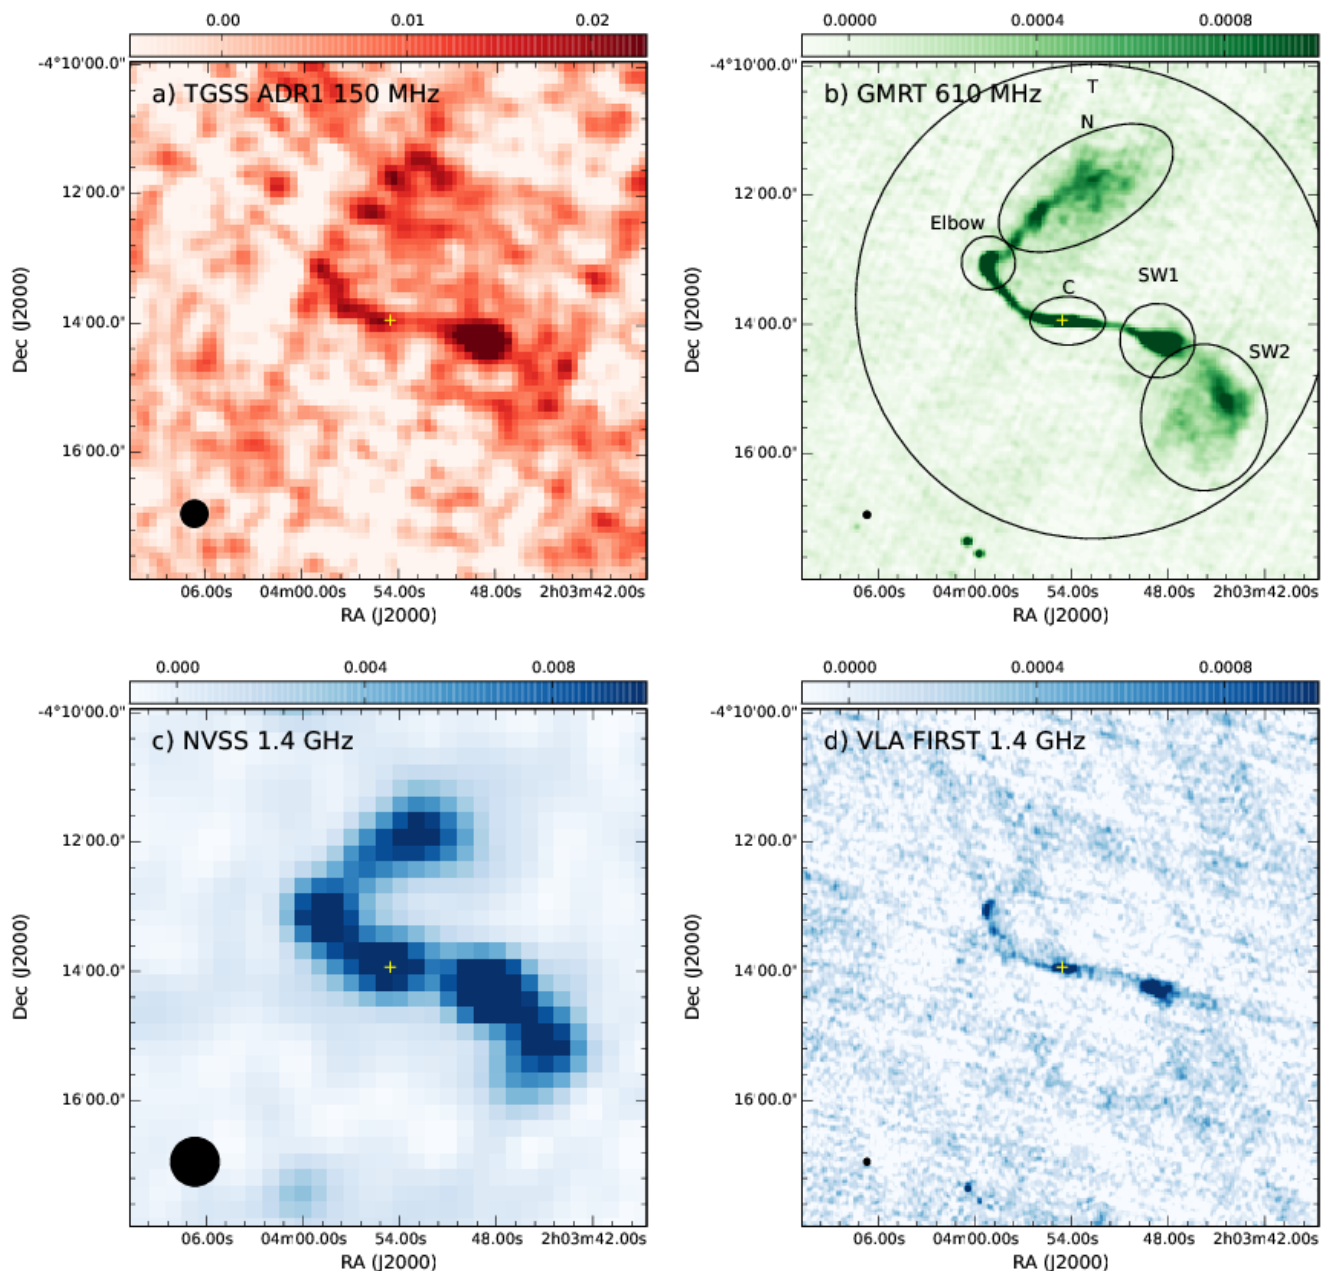 0.00 0.01 0.02
-4°10'00.0"
a) TGSS ADR1 150 MHz
12'00.0"
14'00.0"
16'00.0"
Dec (J2000)
06.00s 04m00.00s 54.00s 48.00s 2h03m42.00s
RA (J2000)
0.0000 0.0004 0.0008
-4°10'00.0"
b) GMRT 610 MHz
T
N
12'00.0"
Elbow
SW1
C
14'00.0"
SW2
16'00.0"
Dec (J2000)
06.00s 04m00.00s 54.00s 48.00s 2h03m42.00s
RA (J2000)
0.000 0.004 0.008
-4°10'00.0"
c) NVSS 1.4 GHz
12'00.0"
14'00.0"
16'00.0"
Dec (J2000)
06.00s 04m00.00s 54.00s 48.00s 2h03m42.00s
RA (J2000)
0.0000 0.0004 0.0008
-4°10'00.0"
d) VLA FIRST 1.4 GHz
12'00.0"
14'00.0"
16'00.0"
Dec (J2000)
06.00s 04m00.00s 54.00s 48.00s 2h03m42.00s
RA (J2000)